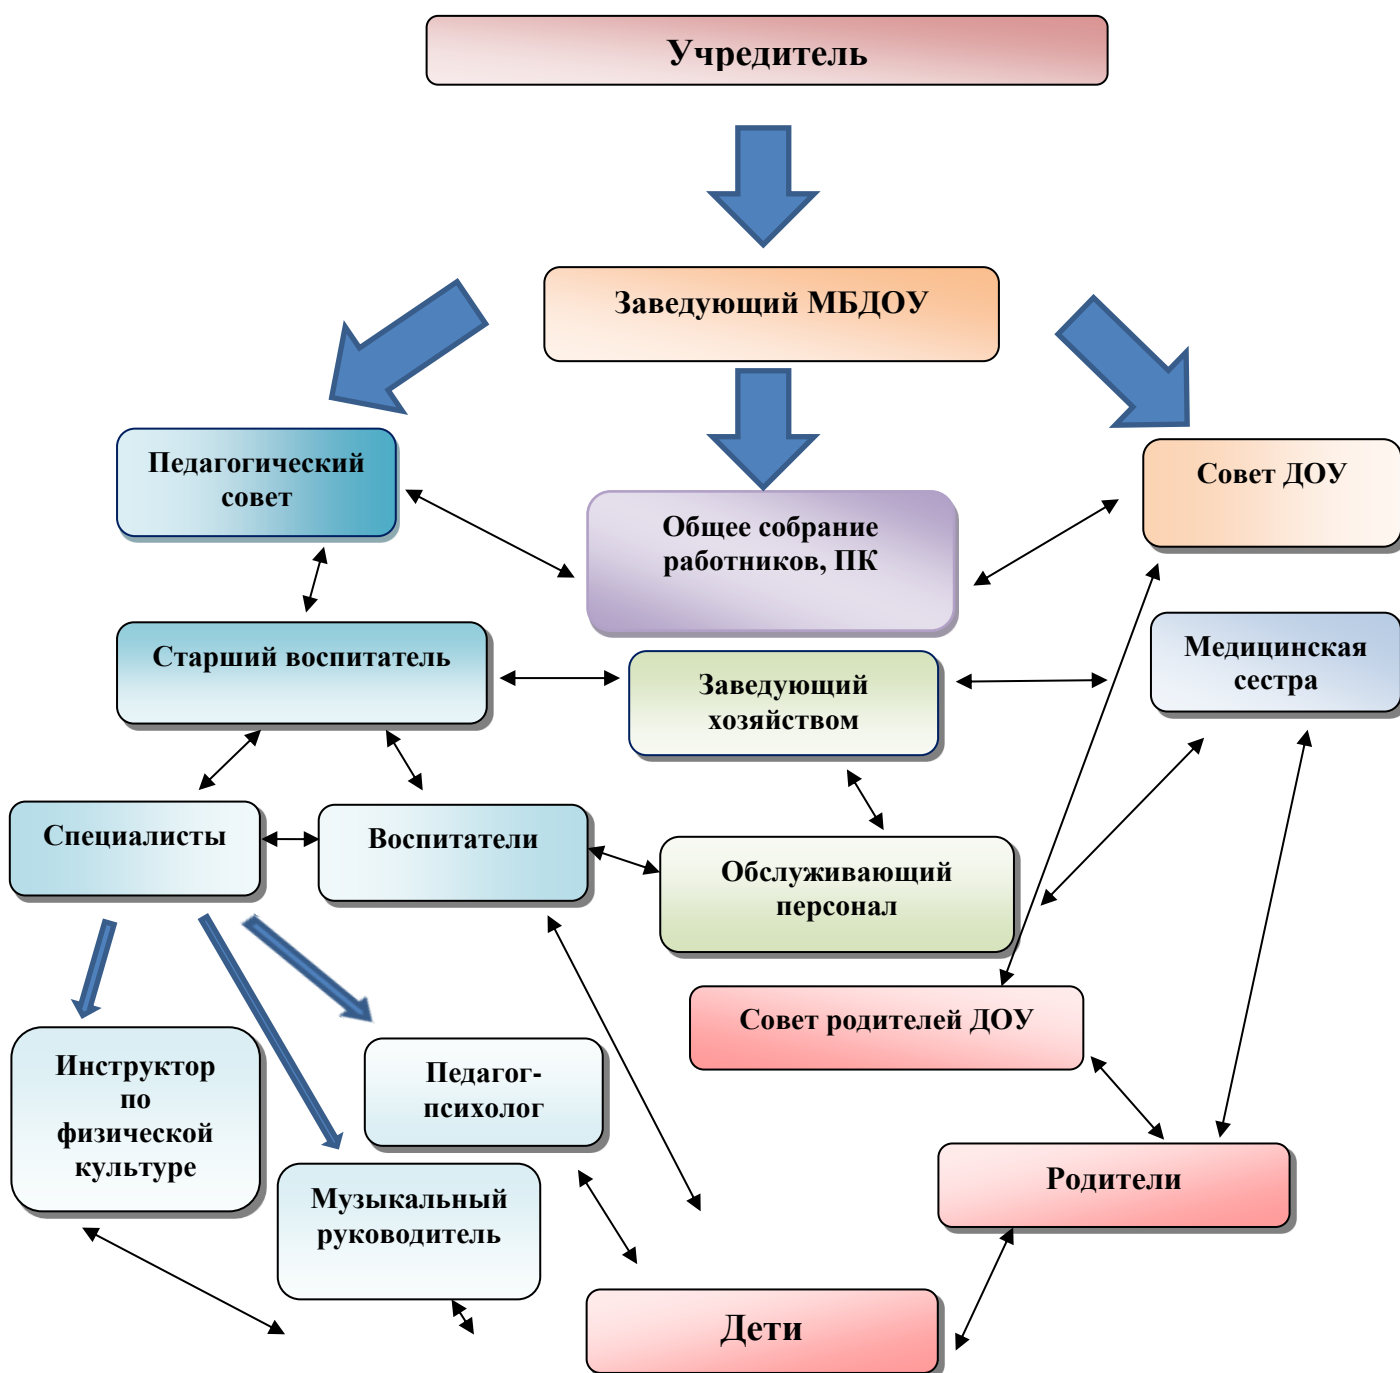 Учредитель
Заведующий МБДОУ
Педагогический
совет
Совет ДОУ
Общее собрание
работников, ПК
Старший воспитатель
Заведующий
хозяйством
Медицинская
сестра
Специалисты
Воспитатели
Обслуживающий
персонал
Совет родителей ДОУ
Инструктор
по
физической
культуре
Педагог-
психолог
Музыкальный
руководитель
Родители
Дети